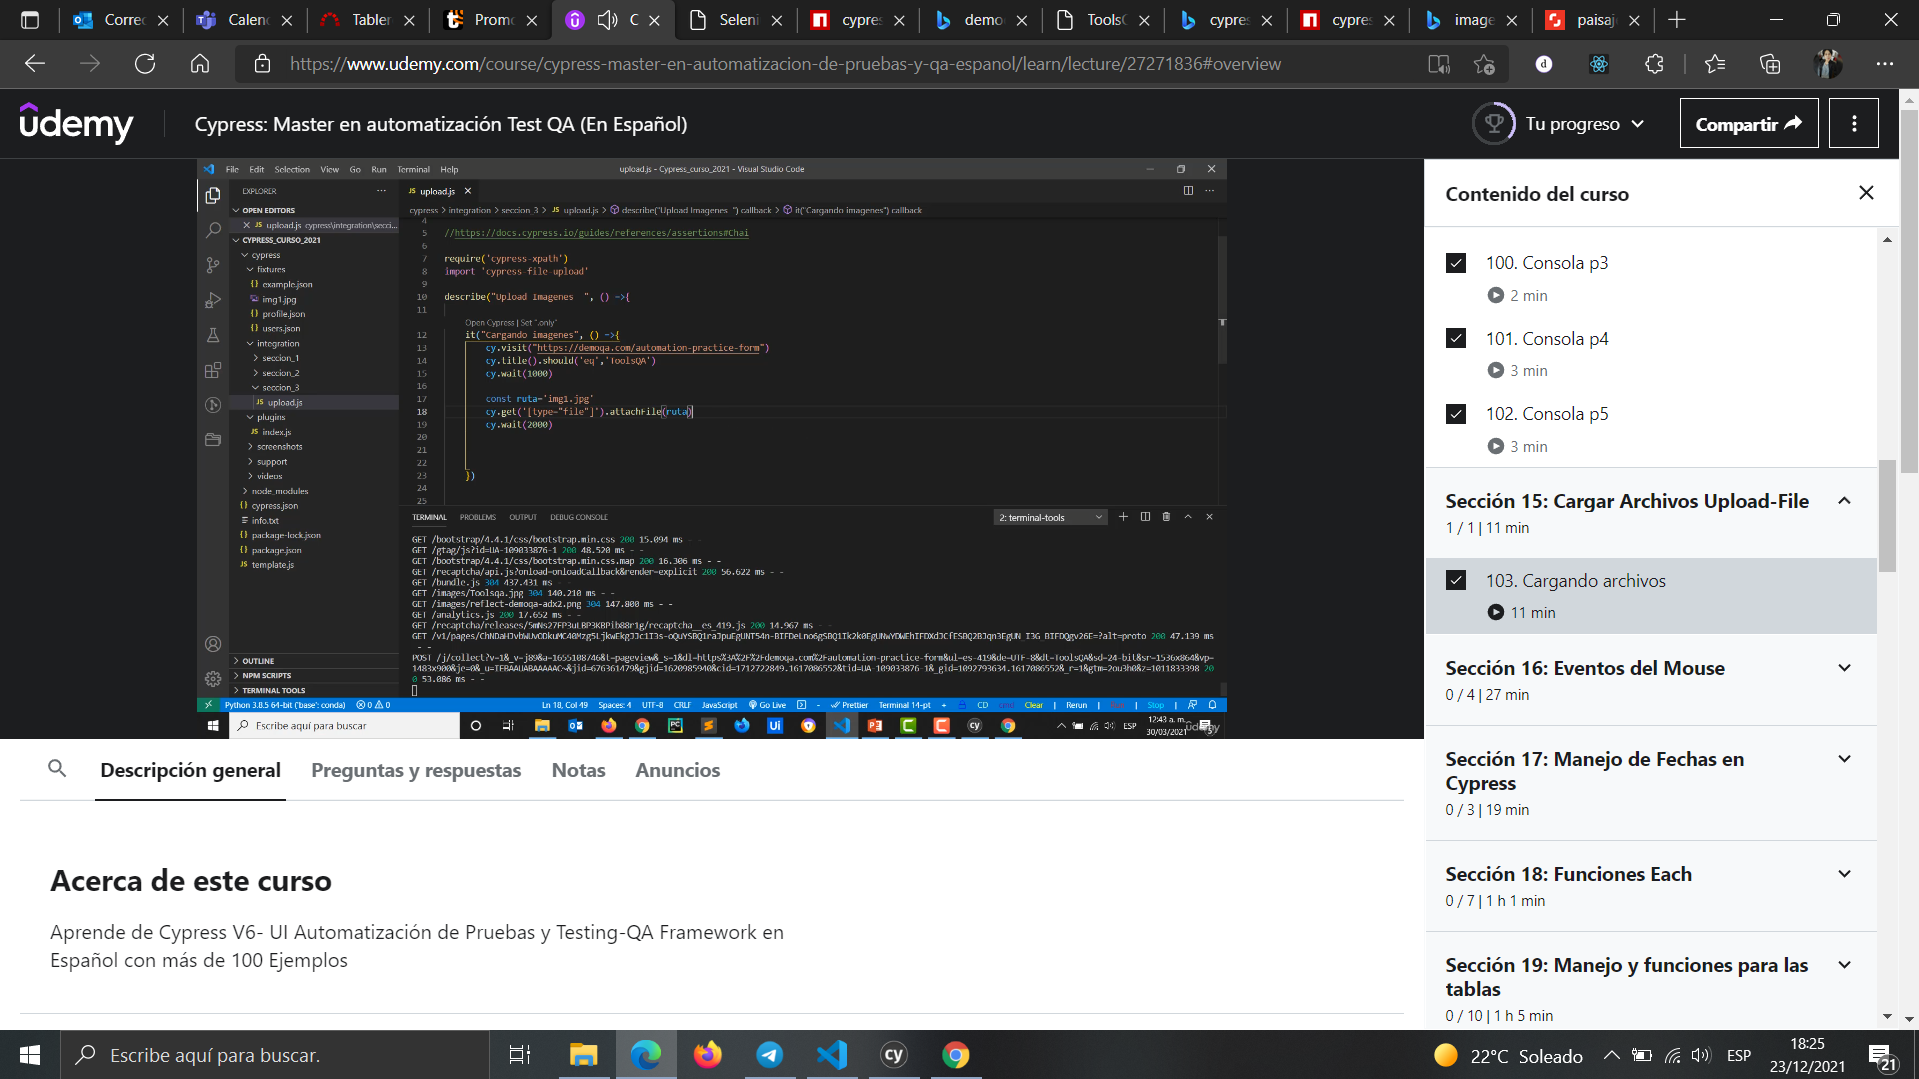 Correo
Calend
Tablero
Promo
C
Seleni
cypres
demo
ToolsQ
cypres
cypres
image
paisaj
https://www.udemy.com/course/cypress-master-en-automatizacion-de-pruebas-y-qa-espanol/learn/lecture/27271836#overview
udemy
Cypress: Master en automatización Test QA (En Español)
Tu progreso
Compartir
File Edit Selection View Go Run Terminal Help
upload.js - Cypress_curso_2021 - Visual Studio Code
EXPLORER
OPEN EDITORS
upload.js cypress\integration\secci...
CYPRESS_CURSO_2021
cypress
fixtures
example.json
img1.jpg
profile.json
users.json
integration
seccion_1
seccion_2
seccion_3
upload.js
plugins
index.js
screenshots
support
videos
node_modules
cypress.json
info.txt
package-lock.json
package.json
template.js
OUTLINE
NPM SCRIPTS
TERMINAL TOOLS
JS upload.js
cypress > integration > seccion_3 > JS upload.js > describe("Upload Imagenes ") callback > it("Cargando imagenes") callback
4
5 //https://docs.cypress.io/guides/references/assertions#Chai
6
7 require('cypress-xpath')
8 import 'cypress-file-upload'
9
10 describe("Upload Imagenes ", () =>{
11
Open Cypress | Set ".only"
12 it("Cargando imagenes", () =>{
13 cy.visit("https://demoqa.com/automation-practice-form")
14 cy.title().should('eq','ToolsQA')
15 cy.wait(1000)
16
17 const ruta='img1.jpg'
18 cy.get('[type="file"]').attachFile(ruta)
19 cy.wait(2000)
20
21
22
23 })
24
25
TERMINAL PROBLEMS OUTPUT DEBUG CONSOLE
2: terminal-tools
GET /bootstrap/4.4.1/css/bootstrap.min.css 200 15.094 ms - -
GET /gtag/js?id=UA-109033876-1 200 48.520 ms - -
GET /bootstrap/4.4.1/css/bootstrap.min.css.map 200 16.306 ms - -
GET /recaptcha/api.js?onload=onloadCallback&render=explicit 200 56.622 ms - -
GET /bundle.js 304 437.431 ms - -
GET /images/Toolsqa.jpg 304 140.210 ms - -
GET /images/reflect-demoqa-adx2.png 304 147.800 ms - -
GET /analytics.js 200 17.652 ms - -
200 14.967 ms - -
200 47.139 ms
- -
POST
0 53.086 ms - -
Python 3.8.5 64-bit ('base': conda) 0 0
Ln 18, Col 49 Spaces: 4 UTF-8 CRLF JavaScript Go Live Prettier Terminal 14-pt + CD cmd Clear | Rerun | | Stop |
Escribe aquí para buscar
ESP
12:43 a. m.
30/03/2021
udemy
Contenido del curso
100. Consola p3
2 min
101. Consola p4
3 min
102. Consola p5
3 min
Sección 15: Cargar Archivos Upload-File
1 / 1 | 11 min
103. Cargando archivos
11 min
Sección 16: Eventos del Mouse
0 / 4 | 27 min
Sección 17: Manejo de Fechas en
Cypress
0 / 3 | 19 min
Sección 18: Funciones Each
0 / 7 | 1 h 1 min
Sección 19: Manejo y funciones para las
tablas
0 / 10 | 1 h 5 min
Descripción general Preguntas y respuestas Notas Anuncios
Acerca de este curso
Aprende de Cypress V6- UI Automatización de Pruebas y Testing-QA Framework en
Español con más de 100 Ejemplos
Escribe aquí para buscar.
22°C Soleado
ESP
18:25
23/12/2021
21